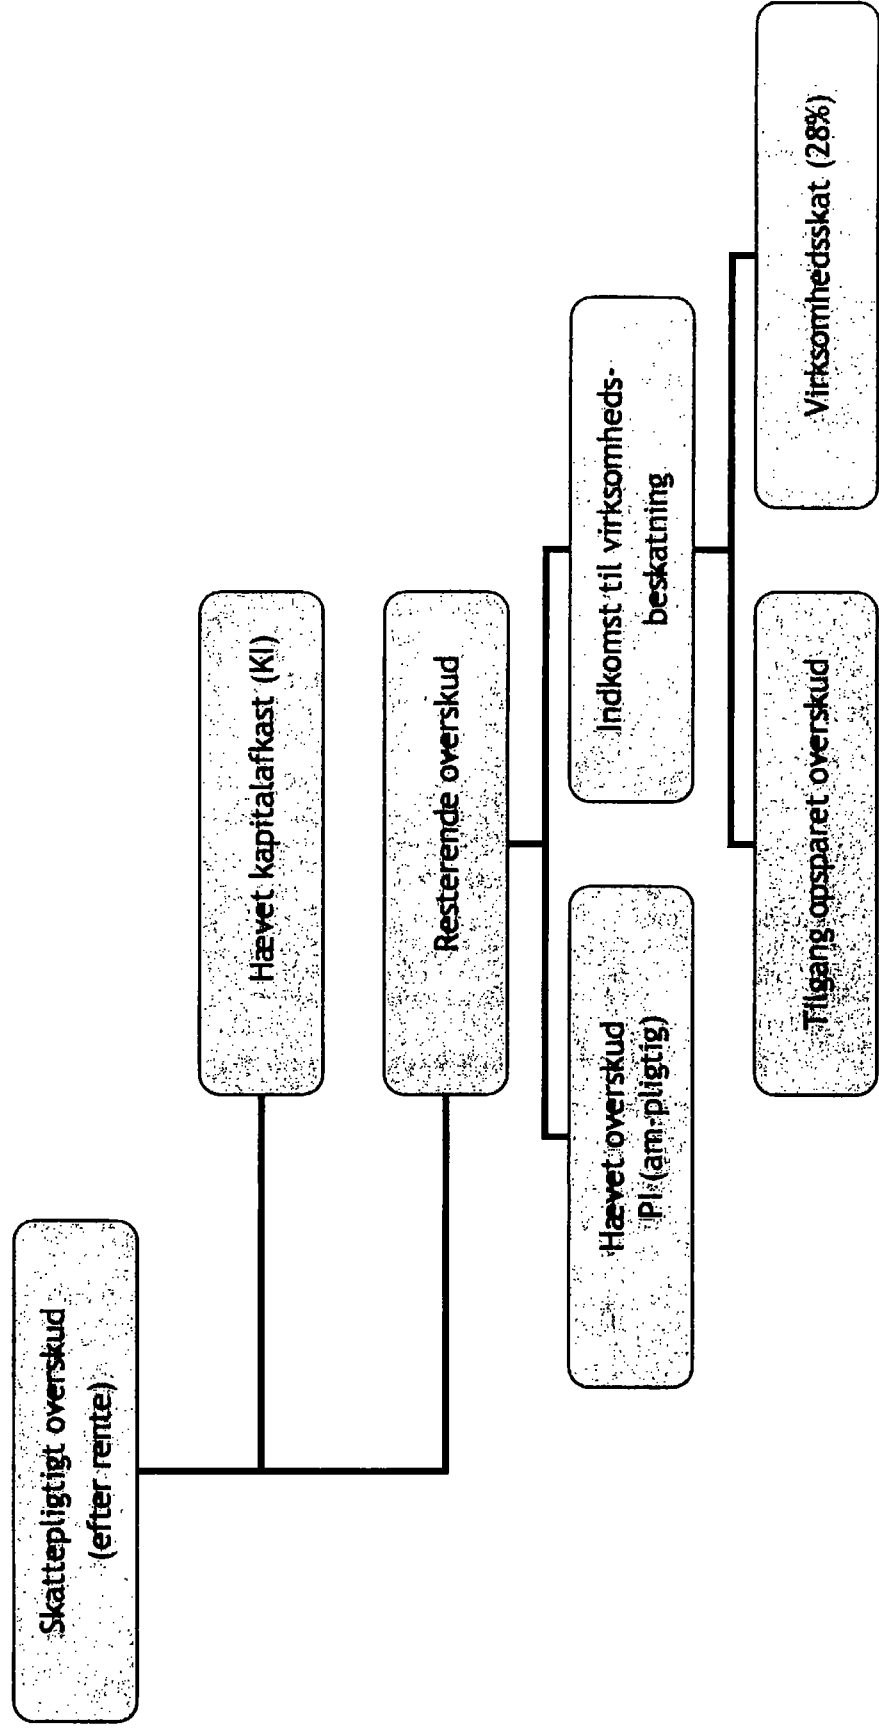 Skattepligtigt overskud
(efter rente)
Hævet kapitalafkast (KI)
Resterende overskud
Hævet overskud
PI (am-pligtig)
Indkomst til virksomheds-
beskatning
Tilgang opsparet overskud
Virksomhedsskat (28%)